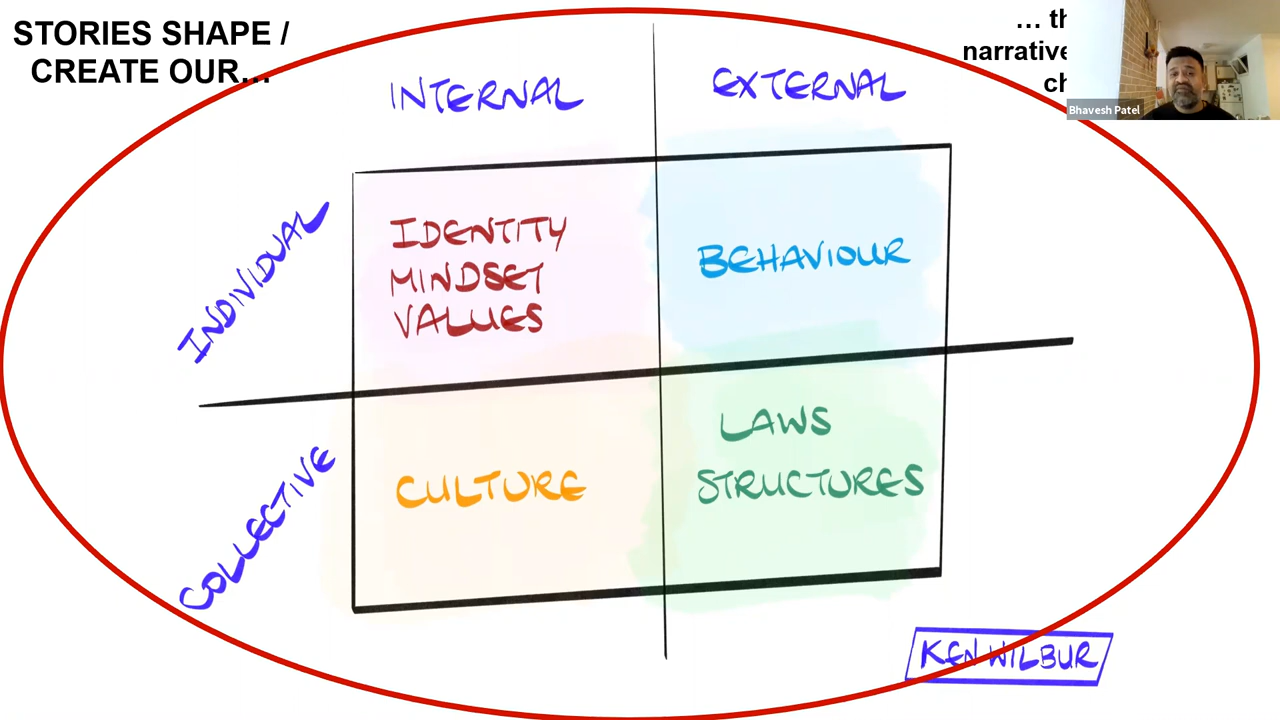 STORIES SHAPE /
CREATE OUR...
... th
narrative
ch
Bhavesh Patel
INTERNAL
EXTERNAL
INDIVIDUAL
IDENTITY
MINDSET
VALUES
BEHAVIOUR
COLLECTIVE
CULTURE
LAWS
STRUCTURES
KEN WILBUR